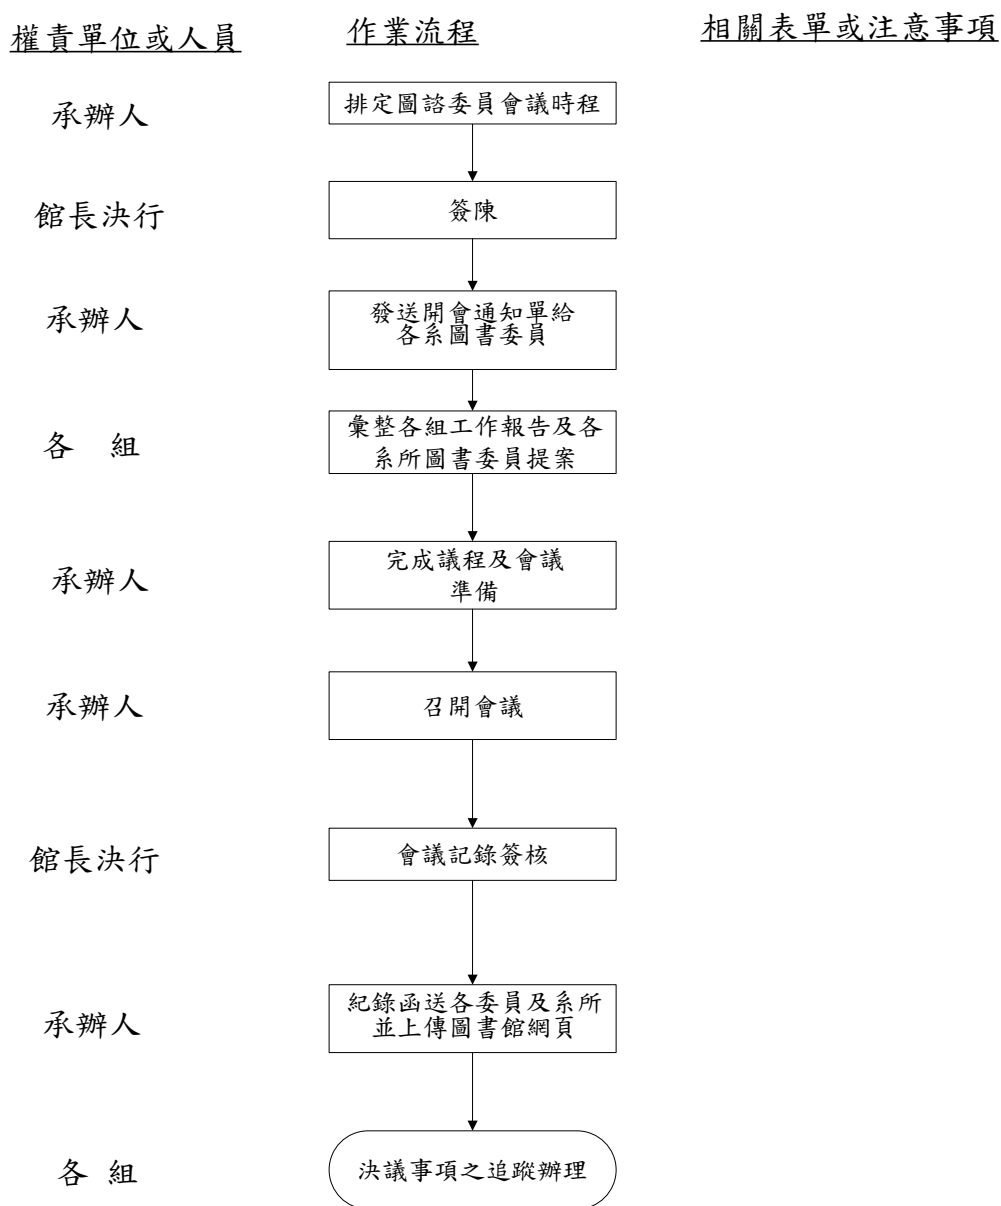 權責單位或人員 作業流程 相關表單或注意事項
承辦人 排定圖諮委員會議時程
館長決行 簽陳
承辦人 發送開會通知單給
各系圖書委員
各 組 彙整各組工作報告及各
系所圖書委員提案
承辦人 完成議程及會議
準備
承辦人 召開會議
館長決行 會議記錄簽核
承辦人 紀錄函送各委員及系所
並上傳圖書館網頁
各 組 決議事項之追蹤辦理